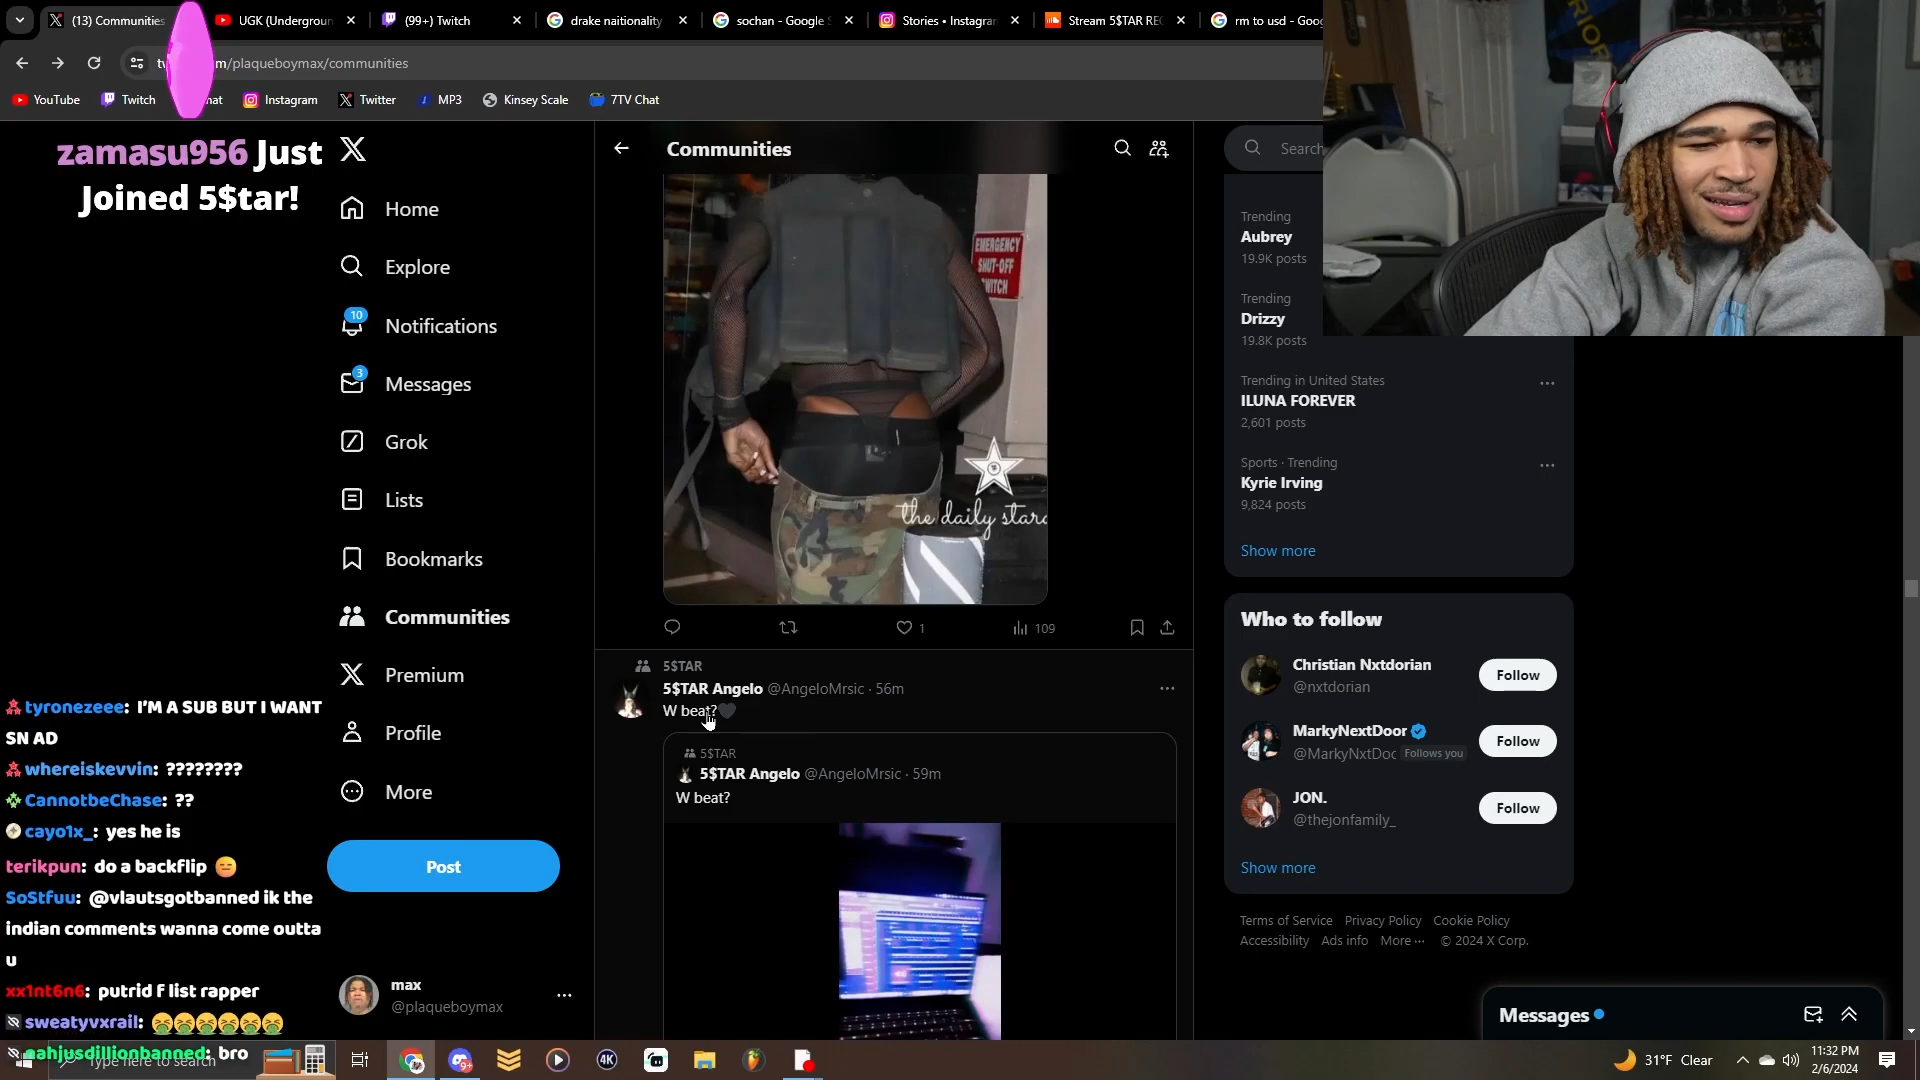 (13) Communities
UGK (Undergroun
(99+) Twitch
drake naitionality
sochan - Google S
Stories • Instagram
Stream 5$TAR REC
rm to usd - Goog
m/plaqueboymax/communities
YouTube
Twitch
hat
Instagram
Twitter
MP3
Kinsey Scale
7TV Chat
zamasu956 Just
Joined 5$tar!
Home
Explore
10
Notifications
3
Messages
Grok
Lists
Bookmarks
Communities
Premium
Profile
More
Post
max
@plaqueboymax
tyronezeee: I'M A SUB BUT I WANT
SN AD
whereiskevvin: ????????
CannotbeChase: ??
cayo1x_: yes he is
terikpun: do a backflip
SoStfuu: @vlautsgotbanned ik the
indian comments wanna come outta
u
xx1nt6n6: putrid f list rapper
sweatyvxrail:
aahjusdillionbanned: bro
Communities
EMERGENCY
SHUT-OFF
SWITCH
the daily stard
1
109
5$TAR
5$TAR Angelo @AngeloMrsic · 56m
W beat?
5$TAR
5$TAR Angelo @AngeloMrsic · 59m
W beat?
Search
Trending
Aubrey
19.9K posts
Trending
Drizzy
19.8K posts
Trending in United States
ILUNA FOREVER
2,601 posts
Sports · Trending
Kyrie Irving
9,824 posts
Show more
Who to follow
Christian Nxtdorian
@nxtdorian
Follow
MarkyNextDoor
@MarkyNxtDoc Follows you
Follow
JON.
@thejonfamily_
Follow
Show more
Terms of Service Privacy Policy Cookie Policy
Accessibility Ads info More ··· © 2024 X Corp.
Messages
Type here to search
9+
4K
31°F Clear
11:32 PM
2/6/2024